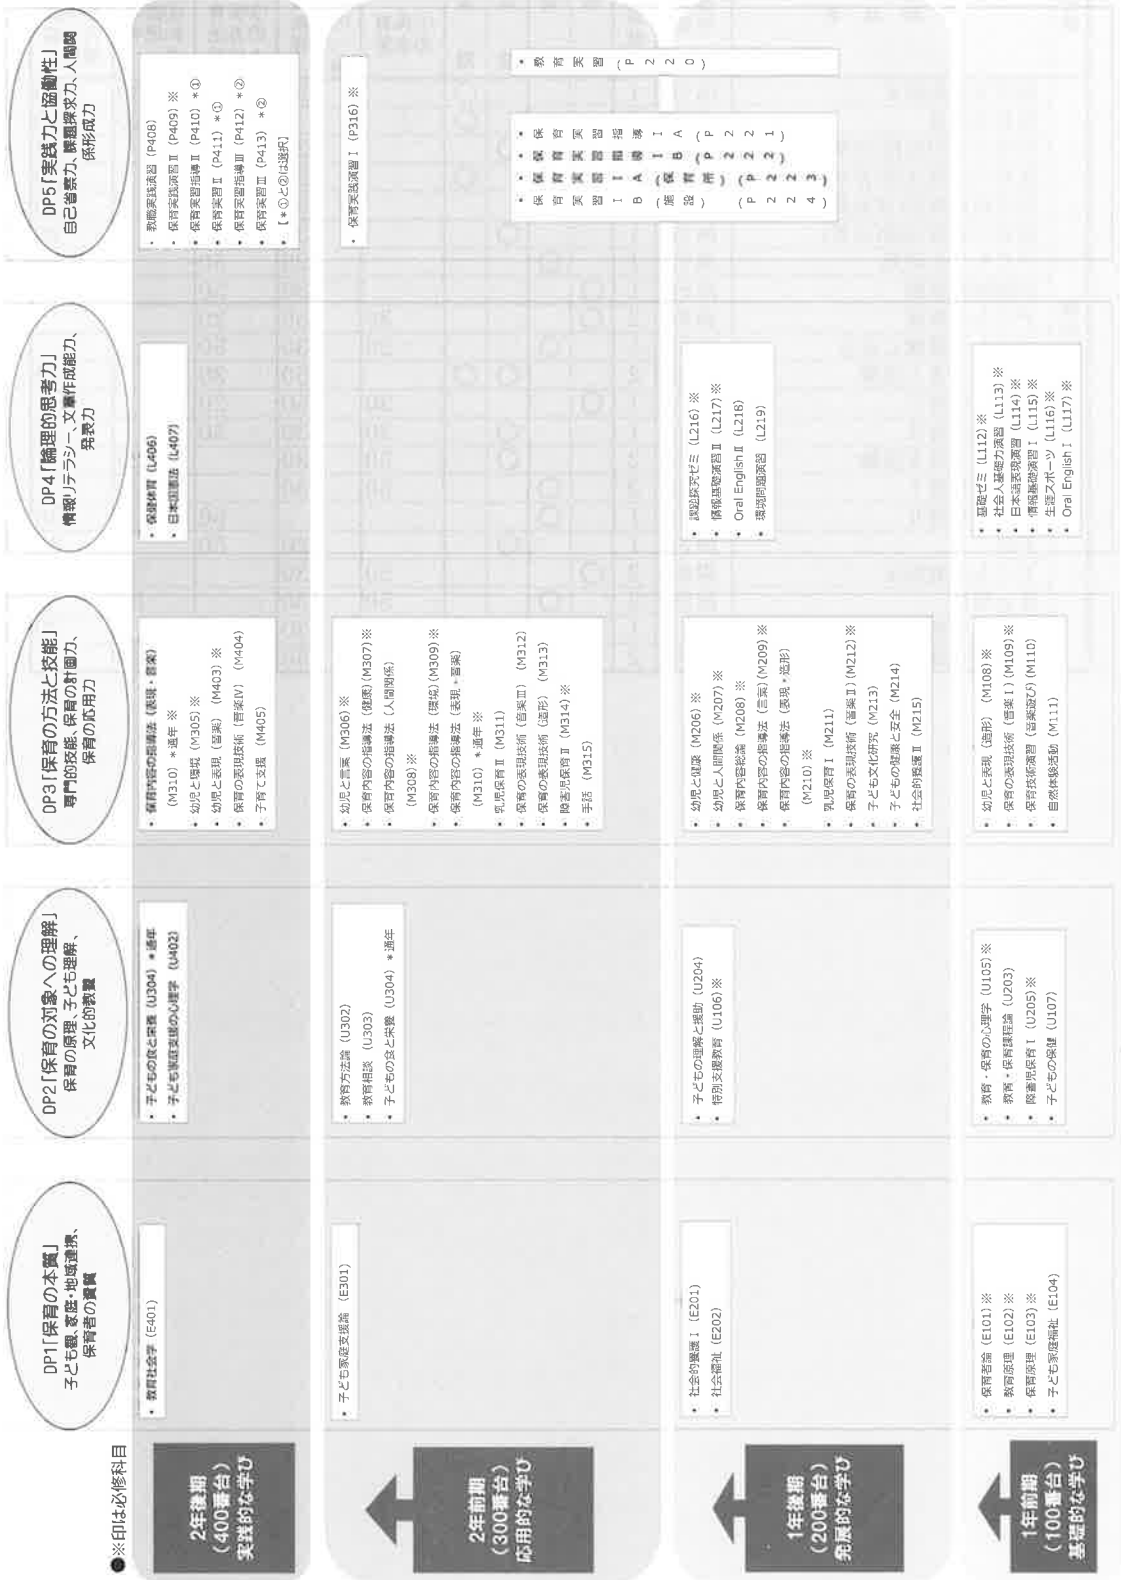 ●※印は必修科目
DP1「保育の本質」
子ども観、家庭・地域連携、
保育者の資質
DP2「保育の対象への理解」
保育の原理、子ども理解、
文化的教養
DP3「保育の方法と技能」
専門的技能、保育の計画力、
保育の応用力
DP4「論理的思考力」
情報リテラシー、文章作成能力、
発表力
DP5「実践力と協働性」
自己省察力、課題探求力、人間関
係形成力
2年後期
(400番台)
実践的な学び
・教育社会学 (E401)
・子どもの食と栄養 (U304) *通年
・子ども家庭支援の心理学 (U402)
・保育内容の指導法 (表現・音楽)
(M310) *通年 ※
・幼児と環境 (M305) ※
・幼児と表現 (音楽) (M403) ※
・保育の表現技術 (音楽Ⅳ) (M404)
・子育て支援 (M405)
・保健体育 (L406)
・日本国憲法 (L407)
・教職実践演習 (P408)
・保育実践演習Ⅱ (P409) ※
・保育実習指導Ⅱ (P410) *①
・保育実習Ⅱ (P411) *①
・保育実習指導Ⅲ (P412) *②
・保育実習Ⅲ (P413) *②
・【*①と②は選択】
2年前期
(300番台)
応用的な学び
・子ども家庭支援論 (E301)
・教育方法論 (U302)
・教育相談 (U303)
・子どもの食と栄養 (U304) *通年
・幼児と言葉 (M306) ※
・保育内容の指導法 (健康) (M307) ※
・保育内容の指導法 (人間関係)
(M308) ※
・保育内容の指導法 (環境) (M309) ※
・保育内容の指導法 (表現・音楽)
(M310) *通年 ※
・乳児保育Ⅱ (M311)
・保育の表現技術 (音楽Ⅲ) (M312)
・保育の表現技術 (造形) (M313)
・障害児保育Ⅱ (M314) ※
・手話 (M315)
・保育実践演習Ⅰ (P316) ※
・教育実習 (P220)
・保育実習指導ⅠA (P221)
・保育実習指導ⅠB (P222)
・保育実習ⅠA (保育所) (P223)
保育実習ⅠB (施設) (P224)
1年後期
(200番台)
発展的な学び
・社会的養護Ⅰ (E201)
・社会福祉 (E202)
・子どもの理解と援助 (U204)
・特別支援教育 (U106) ※
・幼児と健康 (M206) ※
・幼児と人間関係 (M207) ※
・保育内容総論 (M208) ※
・保育内容の指導法 (言葉) (M209) ※
・保育内容の指導法 (表現・造形)
(M210) ※
・乳児保育Ⅰ (M211)
・保育の表現技術 (音楽Ⅱ) (M212) ※
・子ども文化研究 (M213)
・子どもの健康と安全 (M214)
・社会的養護Ⅱ (M215)
・課題探究ゼミ (L216) ※
・情報基礎演習Ⅱ (L217) ※
・Oral EnglishⅡ (L218)
・環境問題演習 (L219)
1年前期
(100番台)
基礎的な学び
・保育者論 (E101) ※
・教育原理 (E102) ※
・保育原理 (E103) ※
・子ども家庭福祉 (E104)
・教育・保育の心理学 (U105) ※
・教育・保育課程論 (U203)
・障害児保育Ⅰ (U205) ※
・子どもの保健 (U107)
・幼児と表現 (造形) (M108) ※
・保育の表現技術 (音楽Ⅰ) (M109) ※
・保育技術演習 (音楽遊び) (M110)
・自然体験活動 (M111)
・基礎ゼミ (L112) ※
・社会人基礎力演習 (L113) ※
・日本語表現演習 (L114) ※
・情報基礎演習Ⅰ (L115) ※
・生涯スポーツ (L116) ※
・Oral EnglishⅠ (L117) ※